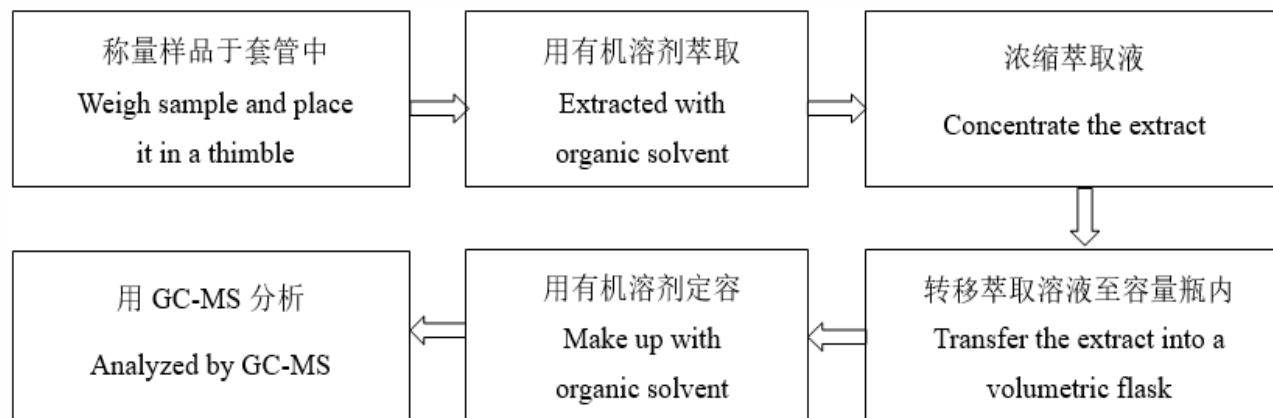 称量样品于套管中
Weigh sample and place
it in a thimble
用有机溶剂萃取
Extracted with
organic solvent
浓缩萃取液
Concentrate the extract
转移萃取溶液至容量瓶内
Transfer the extract into a
volumetric flask
用有机溶剂定容
Make up with
organic solvent
用 GC-MS 分析
Analyzed by GC-MS